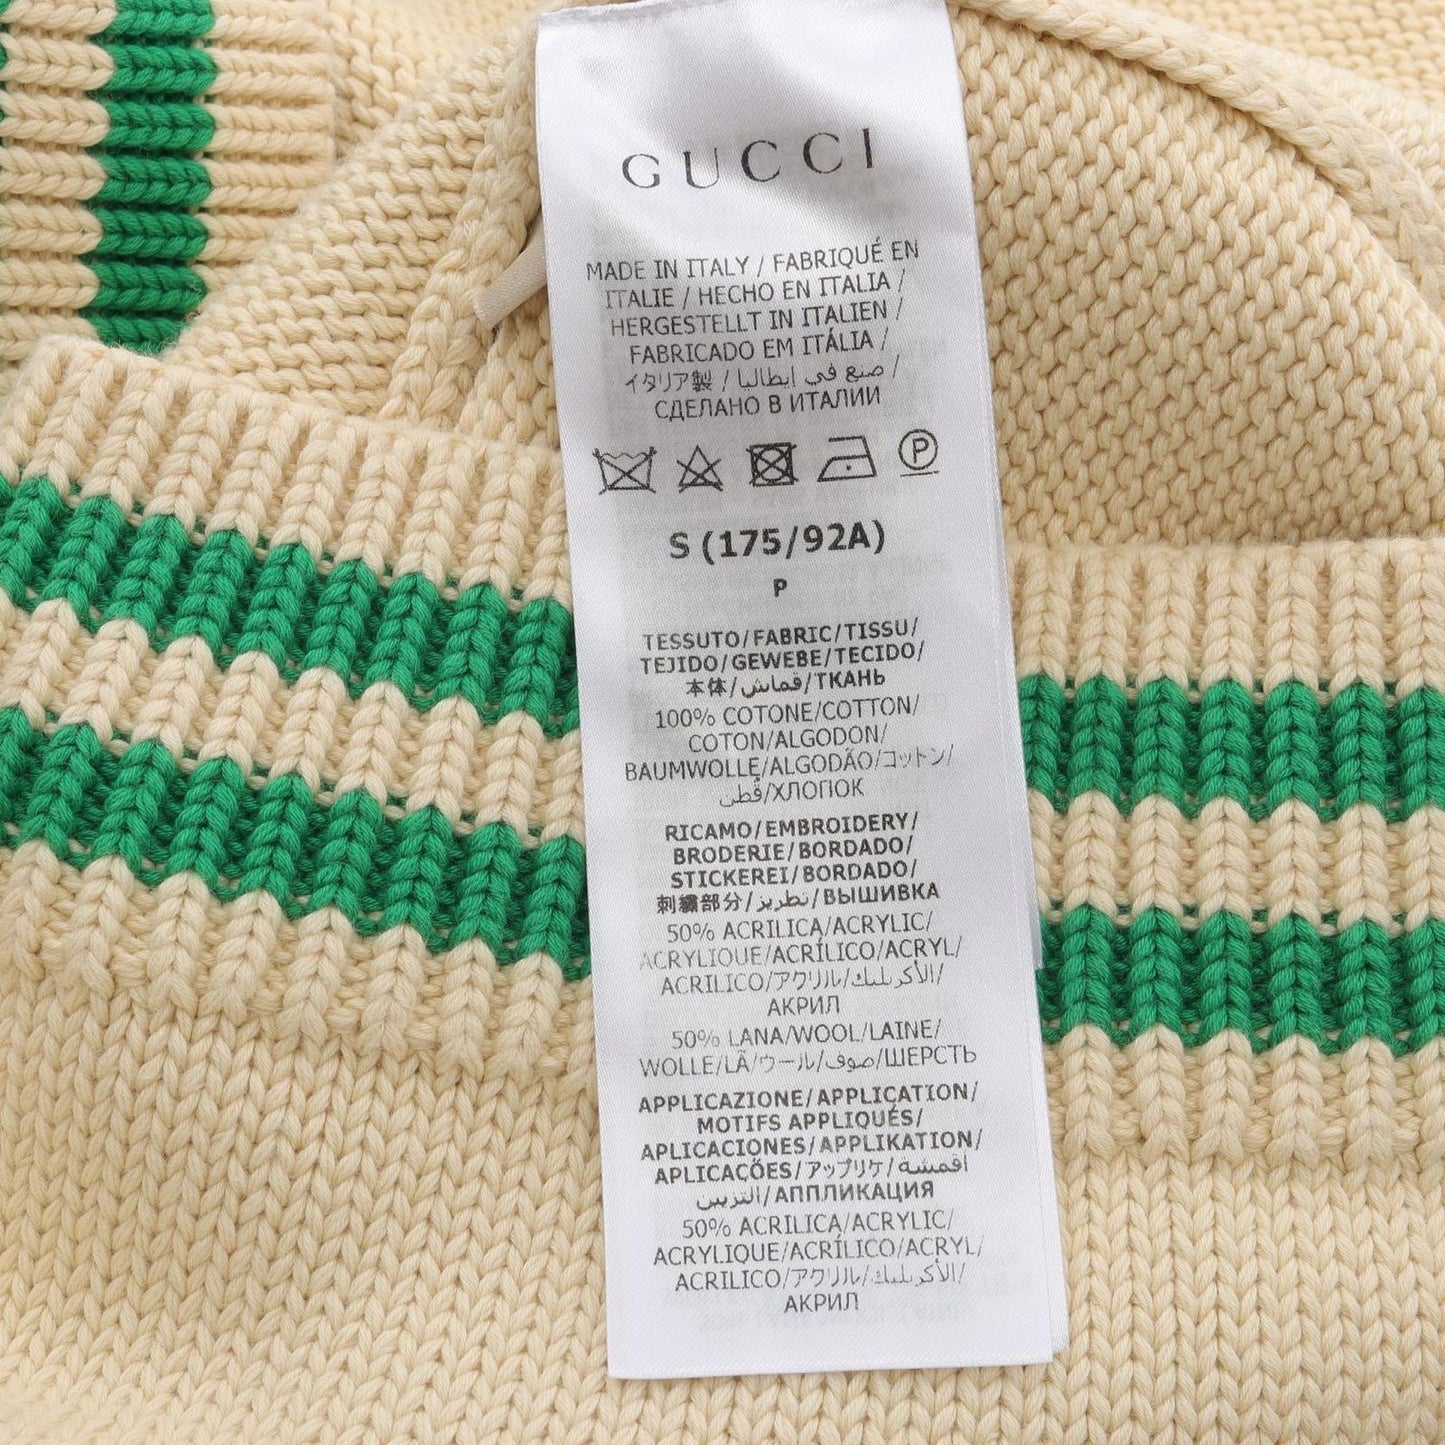 GUCCI
MADE IN ITALY / FABRIQUÉ EN
ITALIE / HECHO EN ITALIA /
HERGESTELLT IN ITALIEN /
FABRICADO EM ITÁLIA /
イタリア製 / صنع في ايطاليا /
СДЕЛАНО В ИТАЛИИ
P
S (175/92A)
P
TESSUTO/FABRIC/TISSU/
TEJIDO/GEWEBE/TECIDO/
本体/قماش/ТКАНЬ
100% COTONE/COTTON/
COTON/ALGODON/
BAUMWOLLE/ALGODÃO/コットン/
قطن/ХЛОПОК
RICAMO/EMBROIDERY/
BRODERIE/BORDADO/
STICKEREI/BORDADO/
刺繍部分/تطريز/ВЫШИВКА
50% ACRILICA/ACRYLIC/
ACRYLIQUE/ACRÍLICO/ACRYL/
ACRILICO/アクリル/الأكريليك/
АКРИЛ
50% LANA/WOOL/LAINE/
WOLLE/LÃ/ウール/صوف/ШЕРСТЬ
APPLICAZIONE/APPLICATION/
MOTIFS APPLIQUÉS/
APLICACIONES/APPLIKATION/
APLICAÇÕES/アップリケ/اقمشة
التزيين/АППЛИКАЦИЯ
50% ACRILICA/ACRYLIC/
ACRYLIQUE/ACRÍLICO/ACRYL/
ACRILICO/アクリル/الأكريليك/
АКРИЛ